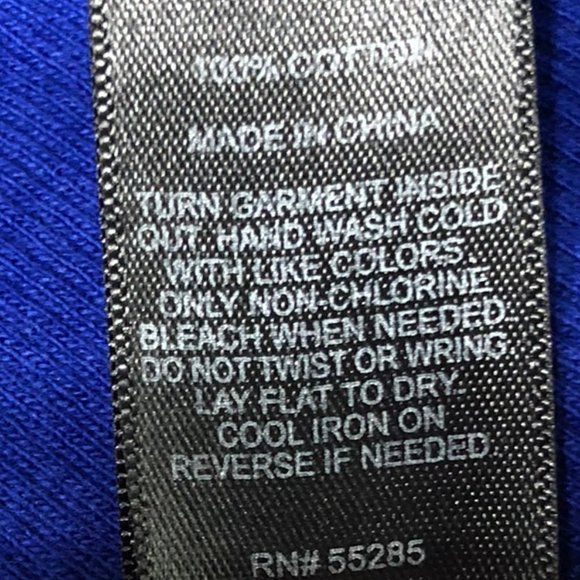 100% COTTON
MADE IN CHINA
TURN GARMENT INSIDE
OUT. HAND WASH COLD
WITH LIKE COLORS.
ONLY NON-CHLORINE
BLEACH WHEN NEEDED.
DO NOT TWIST OR WRING.
LAY FLAT TO DRY.
COOL IRON ON
REVERSE IF NEEDED.
RN# 55285